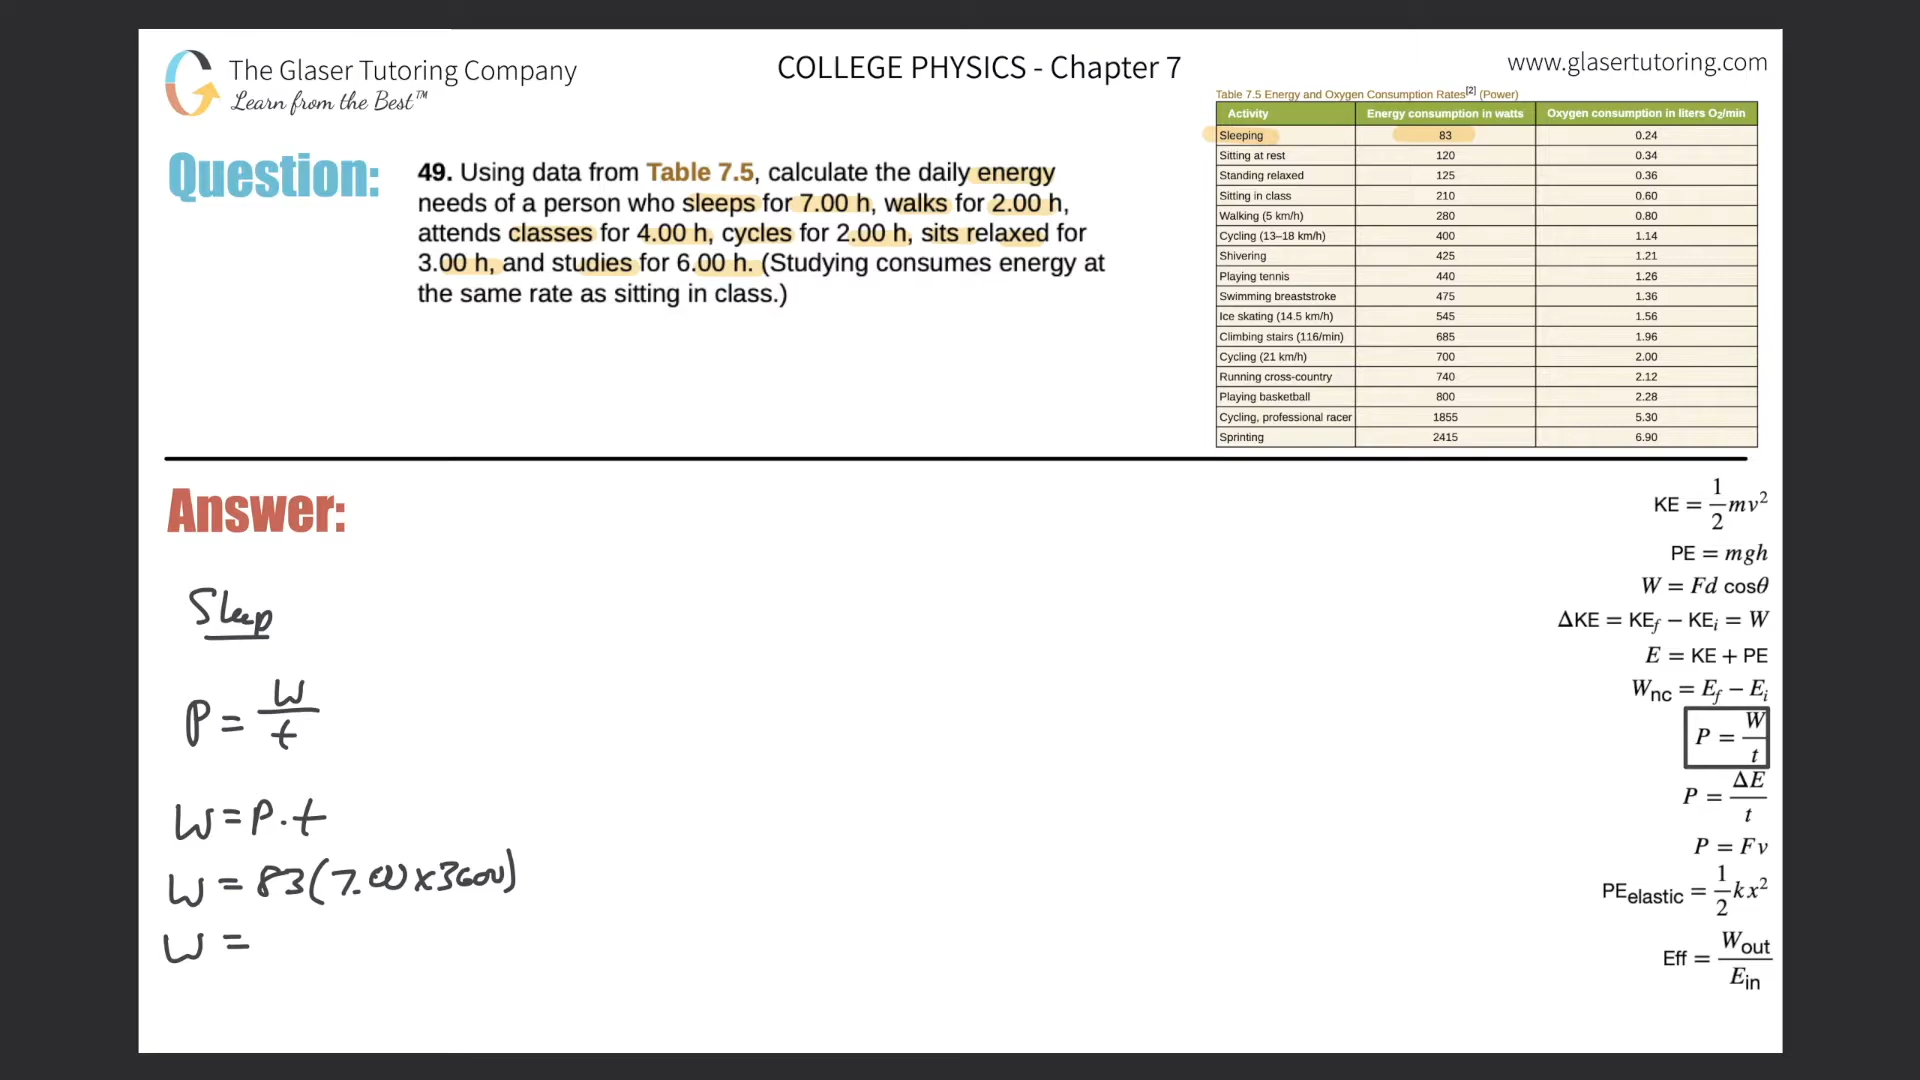 The Glaser Tutoring Company
Learn from the Best™
COLLEGE PHYSICS - Chapter 7
www.glasertutoring.com
Question:
49. Using data from Table 7.5, calculate the daily energy
needs of a person who sleeps for 7.00 h, walks for 2.00 h,
attends classes for 4.00 h, cycles for 2.00 h, sits relaxed for
3.00 h, and studies for 6.00 h. (Studying consumes energy at
the same rate as sitting in class.)
Table 7.5 Energy and Oxygen Consumption Rates[2] (Power)
Activity Energy consumption in watts Oxygen consumption in liters O₂/min
Sleeping 83 0.24
Sitting at rest 120 0.34
Standing relaxed 125 0.36
Sitting in class 210 0.60
Walking (5 km/h) 280 0.80
Cycling (13–18 km/h) 400 1.14
Shivering 425 1.21
Playing tennis 440 1.26
Swimming breaststroke 475 1.36
Ice skating (14.5 km/h) 545 1.56
Climbing stairs (116/min) 685 1.96
Cycling (21 km/h) 700 2.00
Running cross-country 740 2.12
Playing basketball 800 2.28
Cycling, professional racer 1855 5.30
Sprinting 2415 6.90
Answer:
Sleep
P = W/t
W = P·t
W = 83(7.00×3600)
W =
KE = 1/2 mv²
PE = mgh
W = Fd cosθ
ΔKE = KE_f − KE_i = W
E = KE + PE
W_nc = E_f − E_i
P = W/t
P = ΔE/t
P = Fv
PE_elastic = 1/2 kx²
Eff = W_out/E_in